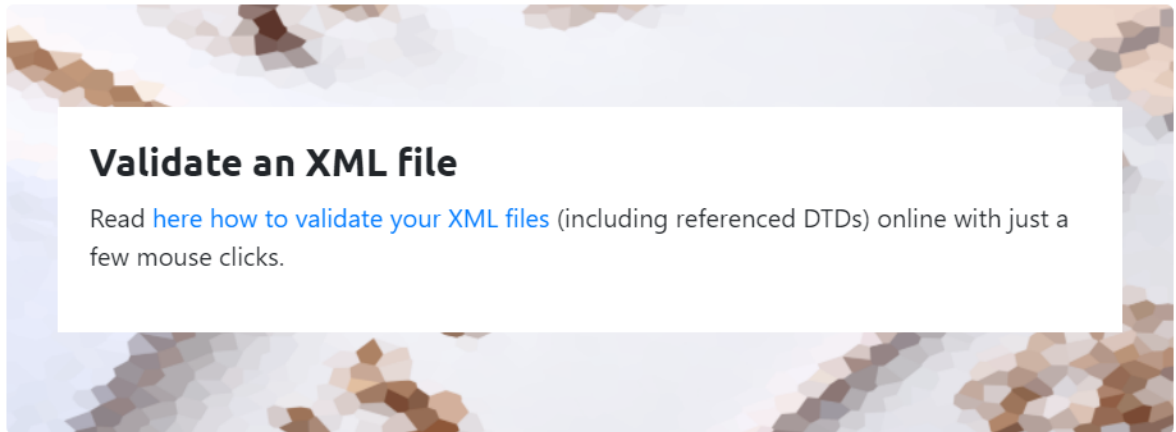 Validate an XML file
Read here how to validate your XML files (including referenced DTDs) online with just a
few mouse clicks.